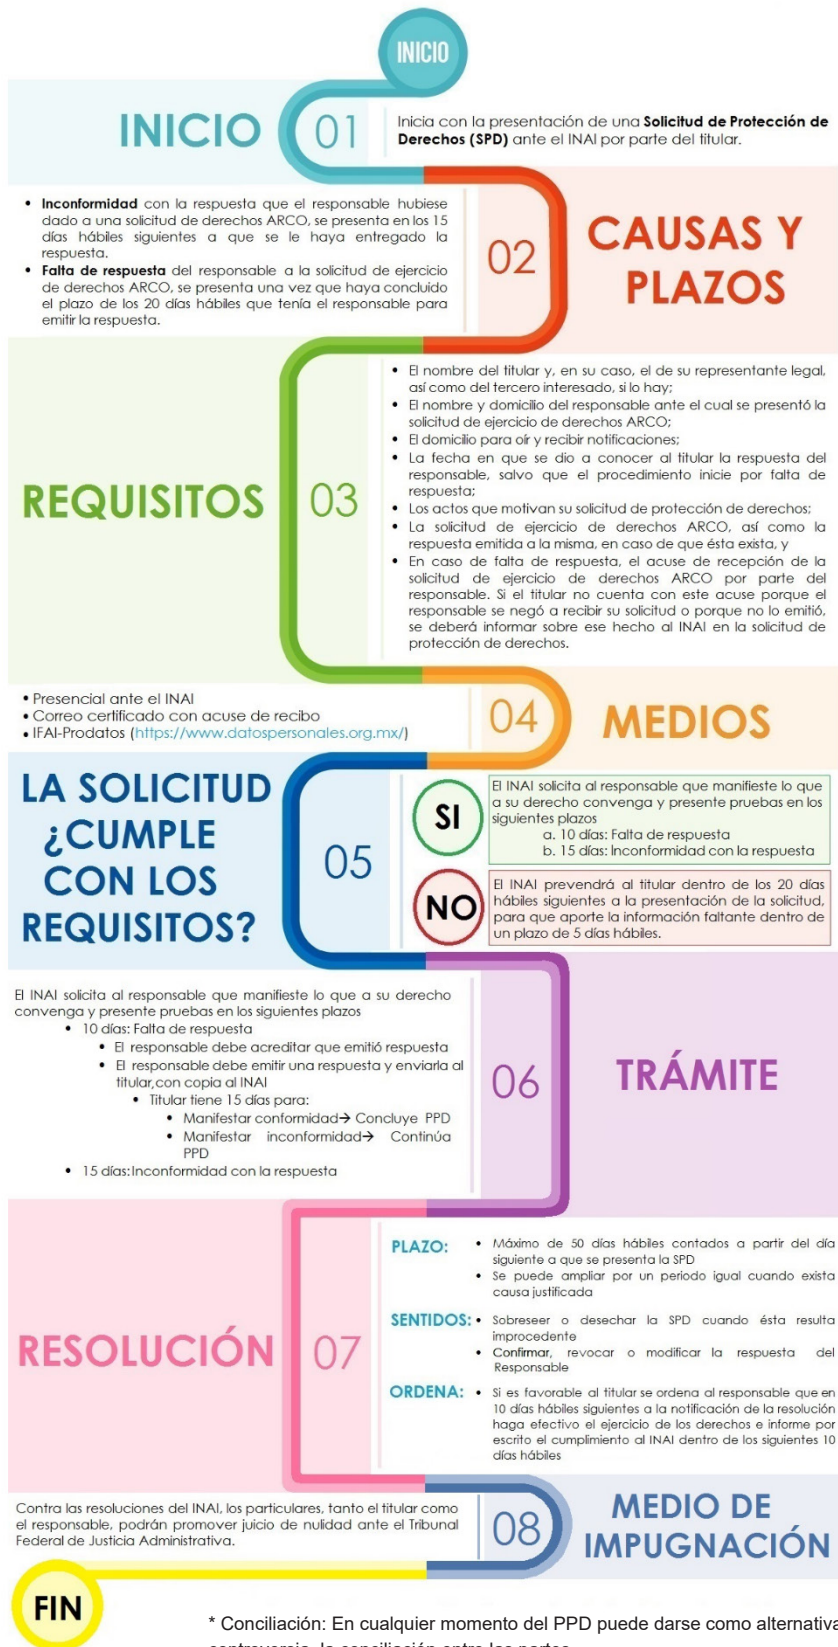 INICIO
INICIO
01
Inicia con la presentación de una Solicitud de Protección de
Derechos (SPD) ante el INAI por parte del titular.
• Inconformidad con la respuesta que el responsable hubiese
dado a una solicitud de derechos ARCO, se presenta en los 15
días hábiles siguientes a que se le haya entregado la
respuesta.
• Falta de respuesta del responsable a la solicitud de ejercicio
de derechos ARCO, se presenta una vez que haya concluido
el plazo de los 20 días hábiles que tenía el responsable para
emitir la respuesta.
02
CAUSAS Y
PLAZOS
REQUISITOS
03
• El nombre del titular y, en su caso, el de su representante legal,
así como del tercero interesado, si lo hay;
• El nombre y domicilio del responsable ante el cual se presentó la
solicitud de ejercicio de derechos ARCO;
• El domicilio para oír y recibir notificaciones;
• La fecha en que se dio a conocer al titular la respuesta del
responsable, salvo que el procedimiento inicie por falta de
respuesta;
• Los actos que motivan su solicitud de protección de derechos;
• La solicitud de ejercicio de derechos ARCO, así como la
respuesta emitida a la misma, en caso de que ésta exista, y
• En caso de falta de respuesta, el acuse de recepción de la
solicitud de ejercicio de derechos ARCO por parte del
responsable. Si el titular no cuenta con este acuse porque el
responsable se negó a recibir su solicitud o porque no lo emitió,
se deberá informar sobre ese hecho al INAI en la solicitud de
protección de derechos.
• Presencial ante el INAI
• Correo certificado con acuse de recibo
• IFAI-Prodatos (https://www.datospersonales.org.mx/)
04
MEDIOS
LA SOLICITUD
¿CUMPLE
CON LOS
REQUISITOS?
05
SI
El INAI solicita al responsable que manifieste lo que
a su derecho convenga y presente pruebas en los
siguientes plazos
a. 10 días: Falta de respuesta
b. 15 días: Inconformidad con la respuesta
NO
El INAI prevendrá al titular dentro de los 20 días
hábiles siguientes a la presentación de la solicitud,
para que aporte la información faltante dentro de
un plazo de 5 días hábiles.
El INAI solicita al responsable que manifieste lo que a su derecho
convenga y presente pruebas en los siguientes plazos
• 10 días: Falta de respuesta
• El responsable debe acreditar que emitió respuesta
• El responsable debe emitir una respuesta y enviarla al
titular,con copia al INAI
• Titular tiene 15 días para:
• Manifestar conformidad→ Concluye PPD
• Manifestar inconformidad→ Continúa
PPD
• 15 días:Inconformidad con la respuesta
06
TRÁMITE
RESOLUCIÓN
07
PLAZO: • Máximo de 50 días hábiles contados a partir del día
siguiente a que se presenta la SPD
• Se puede ampliar por un periodo igual cuando exista
causa justificada
SENTIDOS: • Sobreseer o desechar la SPD cuando ésta resulta
improcedente
• Confirmar, revocar o modificar la respuesta del
Responsable
ORDENA: • Si es favorable al titular se ordena al responsable que en
10 días hábiles siguientes a la notificación de la resolución
haga efectivo el ejercicio de los derechos e informe por
escrito el cumplimiento al INAI dentro de los siguientes 10
días hábiles
Contra las resoluciones del INAI, los particulares, tanto el titular como
el responsable, podrán promover juicio de nulidad ante el Tribunal
Federal de Justicia Administrativa.
08
MEDIO DE
IMPUGNACIÓN
FIN
* Conciliación: En cualquier momento del PPD puede darse como alternativa
controversia, la conciliación entre las partes